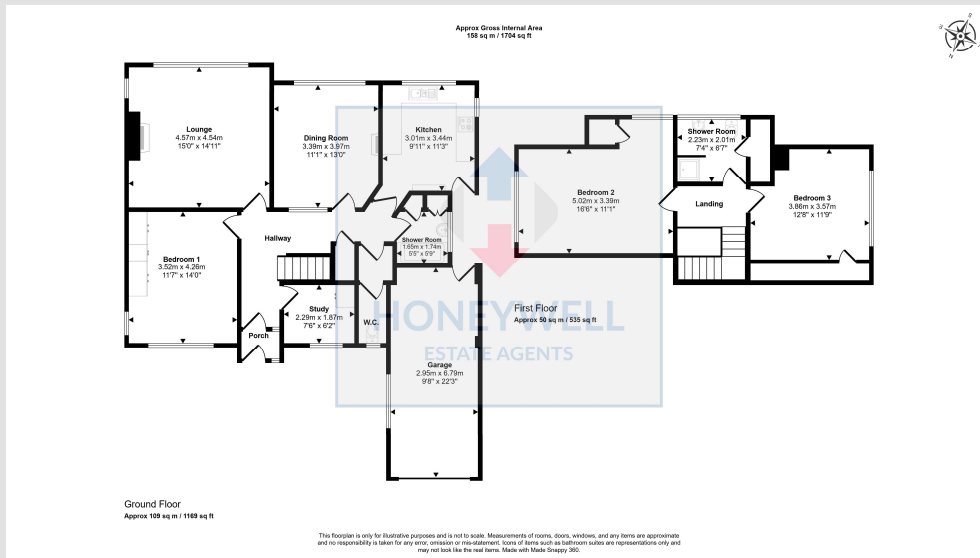 Approx Gross Internal Area
158 sq m / 1704 sq ft
Lounge
4.57m x 4.54m
15'0" x 14'11"
Dining Room
3.39m x 3.97m
11'1" x 13'0"
Kitchen
3.01m x 3.44m
9'11" x 11'3"
Shower Room
2.23m x 2.01m
7'4" x 6'7"
Bedroom 2
5.02m x 3.39m
16'6" x 11'1"
Landing
Bedroom 3
3.86m x 3.57m
12'8" x 11'9"
Hallway
Shower Room
1.65m x 1.74m
5'5" x 5'9"
Bedroom 1
3.52m x 4.26m
11'7" x 14'0"
Study
2.29m x 1.87m
7'6" x 6'2"
W.C.
Porch
First Floor
Approx 50 sq m / 535 sq ft
HONEYWELL
ESTATE AGENTS
Garage
2.95m x 6.79m
9'8" x 22'3"
Ground Floor
Approx 109 sq m / 1169 sq ft
This floorplan is only for illustrative purposes and is not to scale. Measurements of rooms, doors, windows, and any items are approximate
and no responsibility is taken for any error, omission or mis-statement. Icons of items such as bathroom suites are representations only and
may not look like the real items. Made with Made Snappy 360.